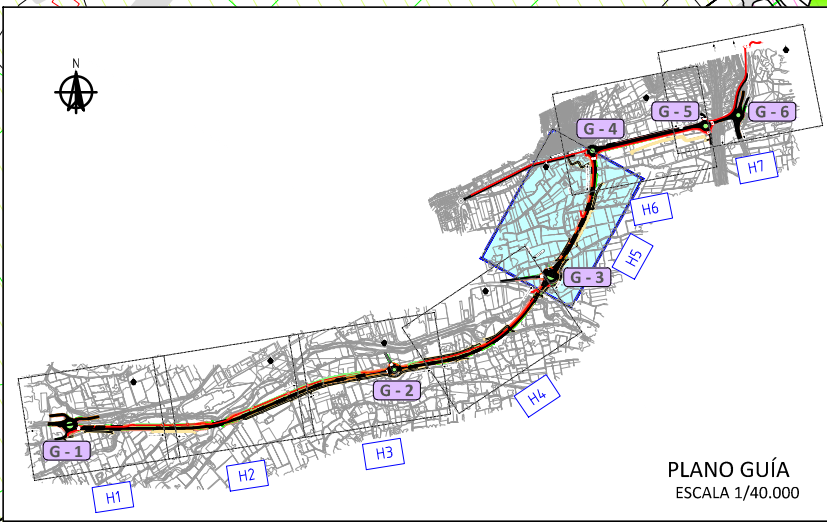 N
G - 4
G - 5
G - 6
H7
H6
H5
G - 3
G - 2
H4
G - 1
H3
H2
H1
PLANO GUÍA
ESCALA 1/40.000